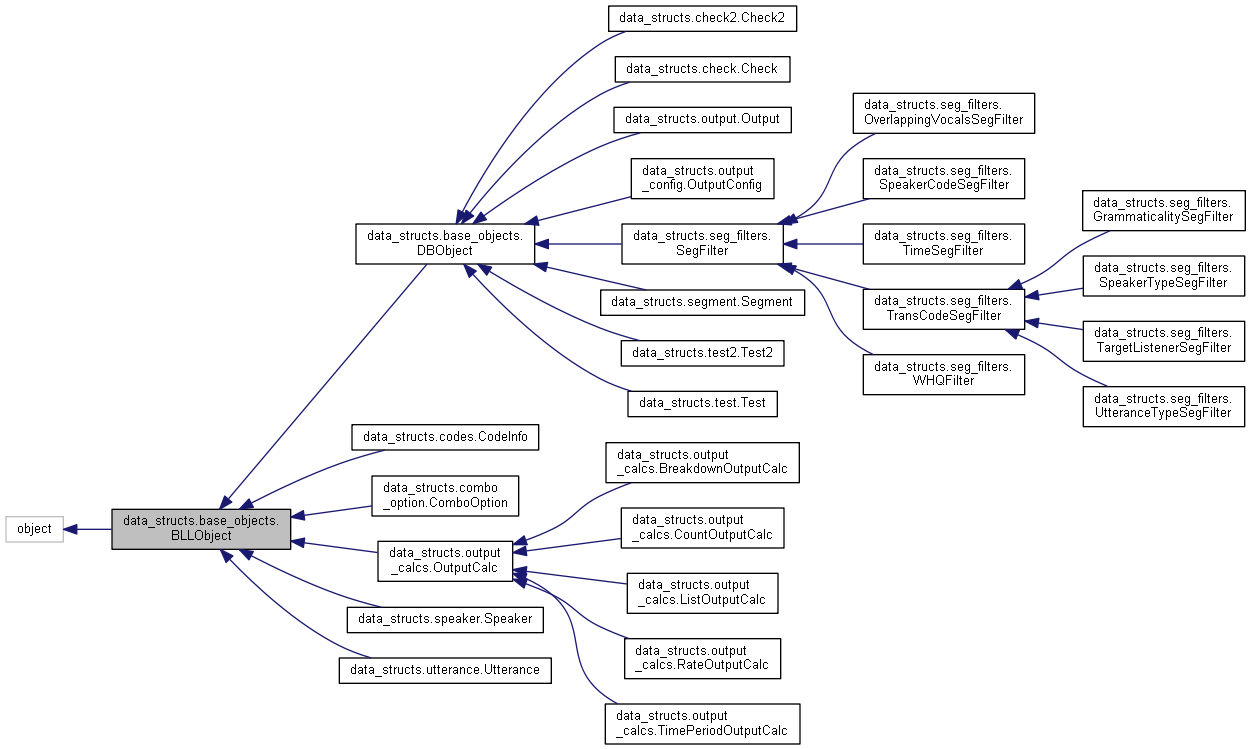 object
data_structs.base_objects.
BLLObject
data_structs.base_objects.
DBObject
data_structs.check2.Check2
data_structs.check.Check
data_structs.output.Output
data_structs.output
_config.OutputConfig
data_structs.seg_filters.
SegFilter
data_structs.segment.Segment
data_structs.test2.Test2
data_structs.test.Test
data_structs.seg_filters.
OverlappingVocalsSegFilter
data_structs.seg_filters.
SpeakerCodeSegFilter
data_structs.seg_filters.
TimeSegFilter
data_structs.seg_filters.
TransCodeSegFilter
data_structs.seg_filters.
WHQFilter
data_structs.seg_filters.
GrammaticalitySegFilter
data_structs.seg_filters.
SpeakerTypeSegFilter
data_structs.seg_filters.
TargetListenerSegFilter
data_structs.seg_filters.
UtteranceTypeSegFilter
data_structs.codes.CodeInfo
data_structs.combo
_option.ComboOption
data_structs.output
_calcs.OutputCalc
data_structs.speaker.Speaker
data_structs.utterance.Utterance
data_structs.output
_calcs.BreakdownOutputCalc
data_structs.output
_calcs.CountOutputCalc
data_structs.output
_calcs.ListOutputCalc
data_structs.output
_calcs.RateOutputCalc
data_structs.output
_calcs.TimePeriodOutputCalc